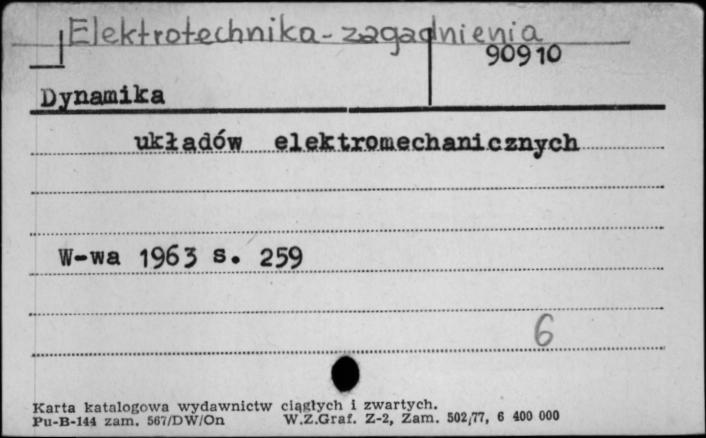 Elektrotechnika - zagadnienia
90910
Dynamika
układów elektromechanicznych
W-wa 1963 s. 259
6
Karta katalogowa wydawnictw ciągłych i zwartych.
Pu-B-144 zam. 567/DW/On W.Z.Graf. Z-2, Zam. 502/77, 6 400 000